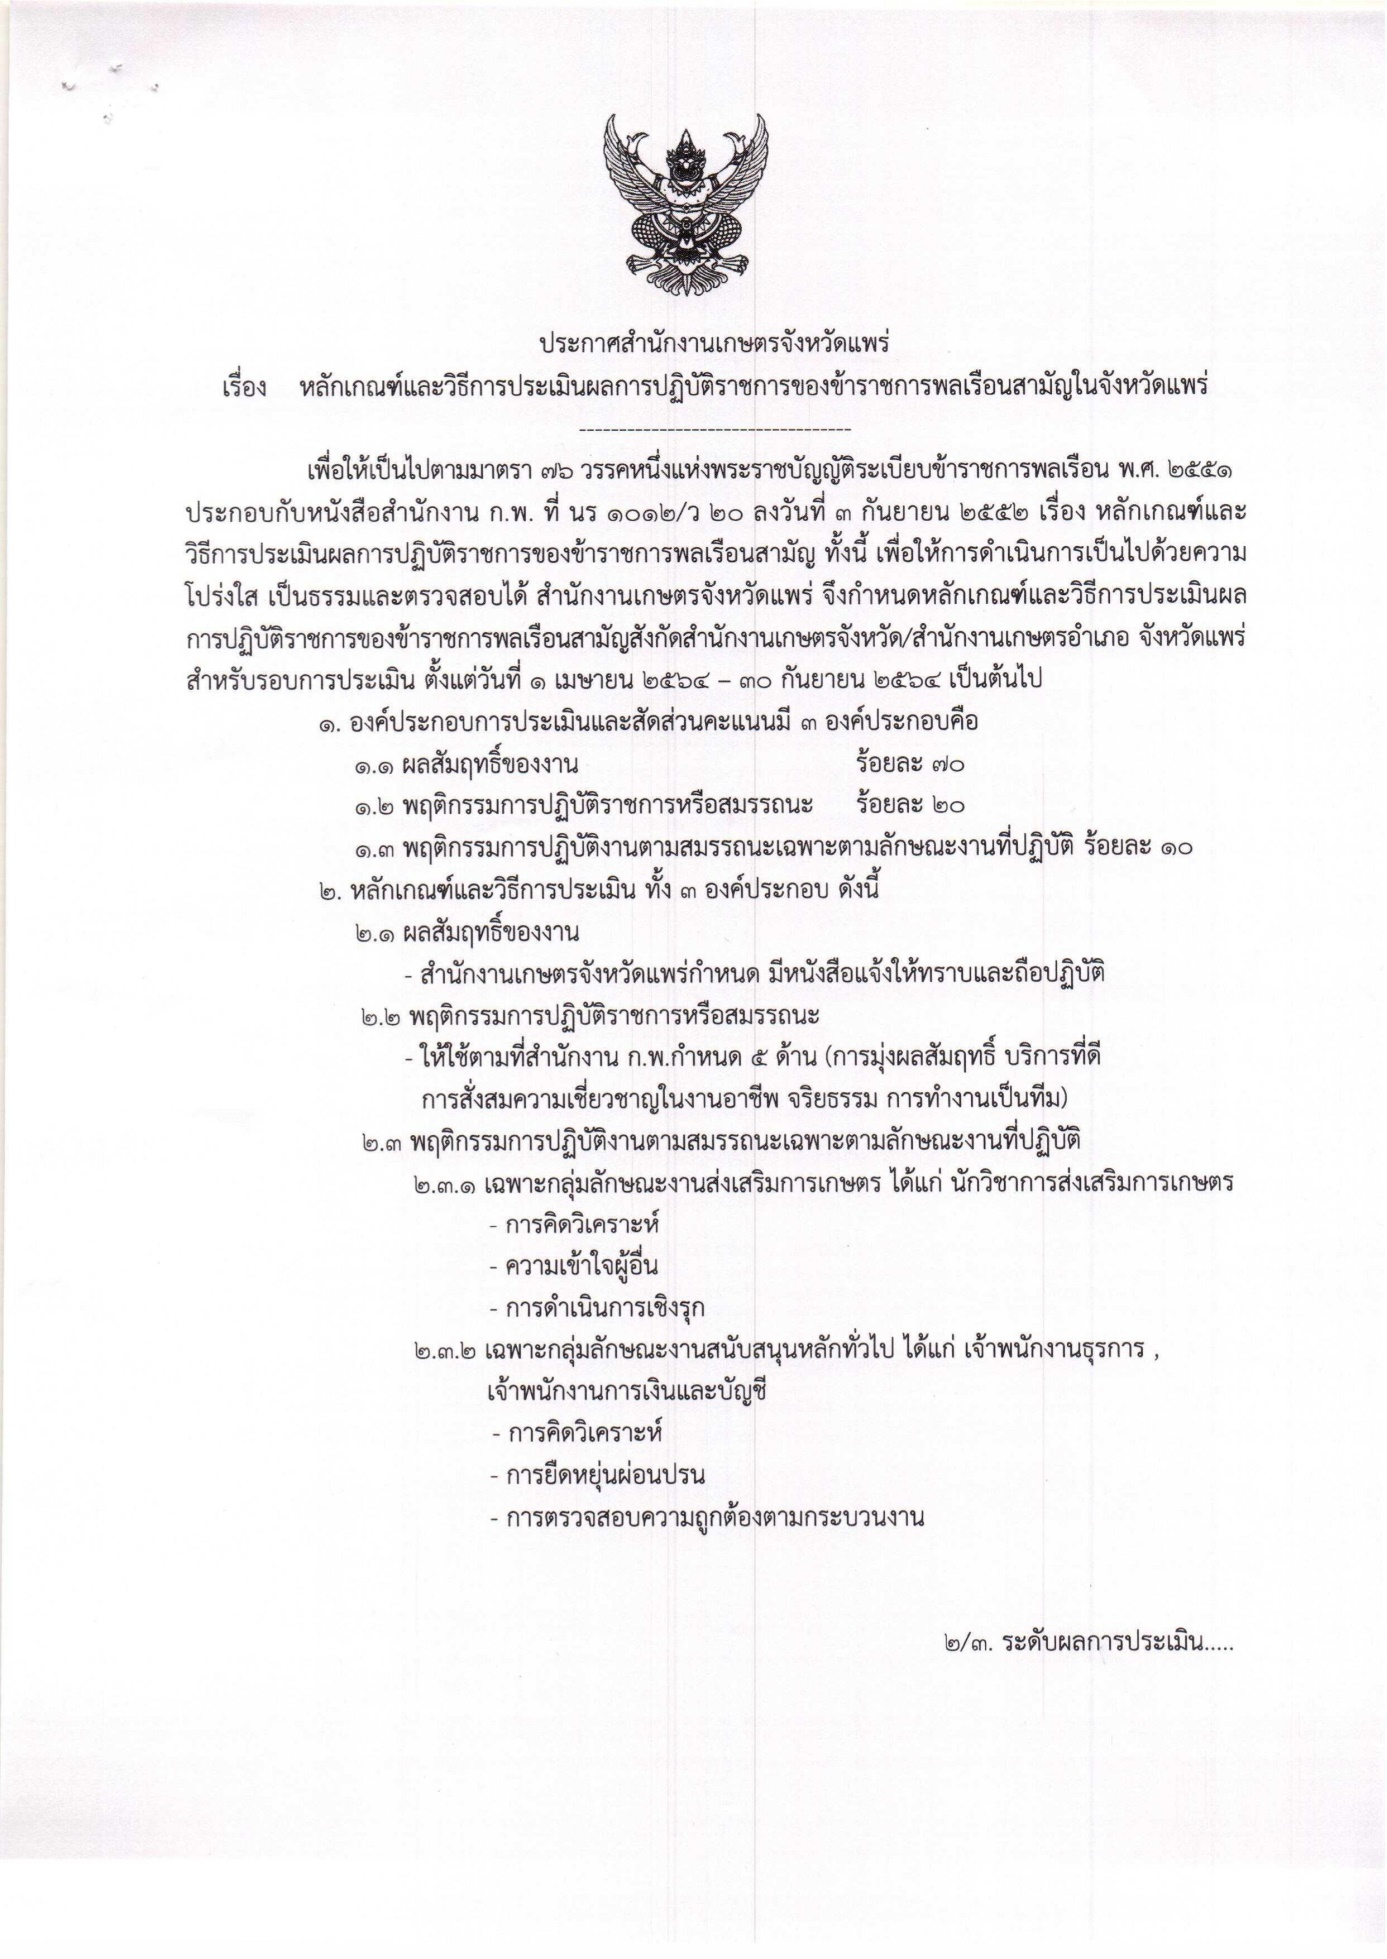 ประกาศสำนักงานเกษตรจังหวัดแพร่
เรื่อง หลักเกณฑ์และวิธีการประเมินผลการปฏิบัติราชการของข้าราชการพลเรือนสามัญในจังหวัดแพร่
----------------------------------
เพื่อให้เป็นไปตามมาตรา ๗๖ วรรคหนึ่งแห่งพระราชบัญญัติระเบียบข้าราชการพลเรือน พ.ศ. ๒๕๕๑
ประกอบกับหนังสือสำนักงาน ก.พ. ที่ นร ๑๐๑๒/ว ๒๐ ลงวันที่ ๓ กันยายน ๒๕๕๒ เรื่อง หลักเกณฑ์และ
วิธีการประเมินผลการปฏิบัติราชการของข้าราชการพลเรือนสามัญ ทั้งนี้ เพื่อให้การดำเนินการเป็นไปด้วยความ
โปร่งใส เป็นธรรมและตรวจสอบได้ สำนักงานเกษตรจังหวัดแพร่ จึงกำหนดหลักเกณฑ์และวิธีการประเมินผล
การปฏิบัติราชการของข้าราชการพลเรือนสามัญสังกัดสำนักงานเกษตรจังหวัด/สำนักงานเกษตรอำเภอ จังหวัดแพร่
สำหรับรอบการประเมิน ตั้งแต่วันที่ ๑ เมษายน ๒๕๖๔ – ๓๐ กันยายน ๒๕๖๔ เป็นต้นไป
๑. องค์ประกอบการประเมินและสัดส่วนคะแนนมี ๓ องค์ประกอบคือ
๑.๑ ผลสัมฤทธิ์ของงาน ร้อยละ ๗๐
๑.๒ พฤติกรรมการปฏิบัติราชการหรือสมรรถนะ ร้อยละ ๒๐
๑.๓ พฤติกรรมการปฏิบัติงานตามสมรรถนะเฉพาะตามลักษณะงานที่ปฏิบัติ ร้อยละ ๑๐
๒. หลักเกณฑ์และวิธีการประเมิน ทั้ง ๓ องค์ประกอบ ดังนี้
๒.๑ ผลสัมฤทธิ์ของงาน
- สำนักงานเกษตรจังหวัดแพร่กำหนด มีหนังสือแจ้งให้ทราบและถือปฏิบัติ
๒.๒ พฤติกรรมการปฏิบัติราชการหรือสมรรถนะ
- ให้ใช้ตามที่สำนักงาน ก.พ.กำหนด ๕ ด้าน (การมุ่งผลสัมฤทธิ์ บริการที่ดี
การสั่งสมความเชี่ยวชาญในงานอาชีพ จริยธรรม การทำงานเป็นทีม)
๒.๓ พฤติกรรมการปฏิบัติงานตามสมรรถนะเฉพาะตามลักษณะงานที่ปฏิบัติ
๒.๓.๑ เฉพาะกลุ่มลักษณะงานส่งเสริมการเกษตร ได้แก่ นักวิชาการส่งเสริมการเกษตร
- การคิดวิเคราะห์
- ความเข้าใจผู้อื่น
- การดำเนินการเชิงรุก
๒.๓.๒ เฉพาะกลุ่มลักษณะงานสนับสนุนหลักทั่วไป ได้แก่ เจ้าพนักงานธุรการ ,
เจ้าพนักงานการเงินและบัญชี
- การคิดวิเคราะห์
- การยืดหยุ่นผ่อนปรน
- การตรวจสอบความถูกต้องตามกระบวนงาน
๒/๓. ระดับผลการประเมิน.....